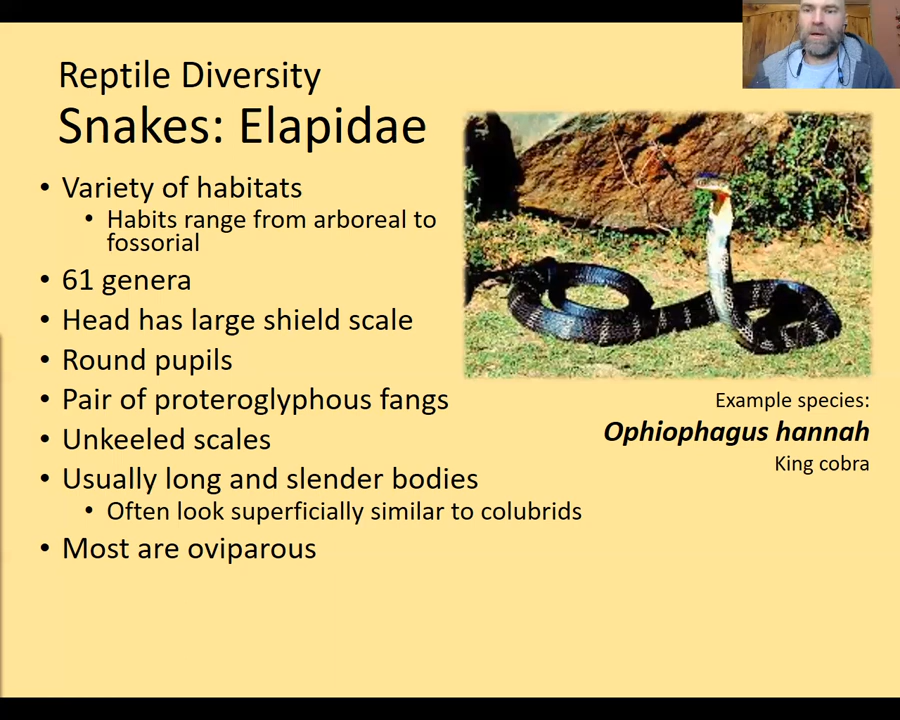 Reptile Diversity
Snakes: Elapidae
• Variety of habitats
• Habits range from arboreal to
fossorial
• 61 genera
• Head has large shield scale
• Round pupils
• Pair of proteroglyphous fangs
• Unkeeled scales
• Usually long and slender bodies
• Often look superficially similar to colubrids
• Most are oviparous
Example species:
Ophiophagus hannah
King cobra